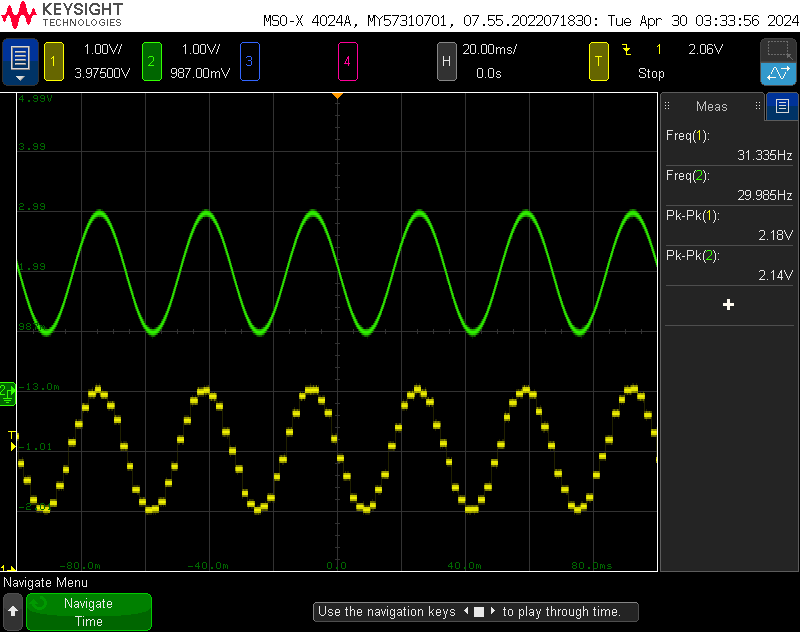 KEYSIGHT
TECHNOLOGIES
MSO-X 4024A, MY57310701, 07.55.2022071830: Tue Apr 30 03:33:56 2024
1 1.00V/ 3.97500V
2 1.00V/ 987.00mV
3
4
H 20.00ms/ 0.0s
T 1 2.06V
Stop
Meas
Freq(1):
31.335Hz
Freq(2):
29.985Hz
Pk-Pk(1):
2.18V
Pk-Pk(2):
2.14V
+
4.99V
3.99
2.99
1.99
987m
2
-13.0m
T
-1.01
1
-80.0m -40.0m 0.0 40.0m 80.0ms
Navigate Menu
Navigate
Time
Use the navigation keys to play through time.